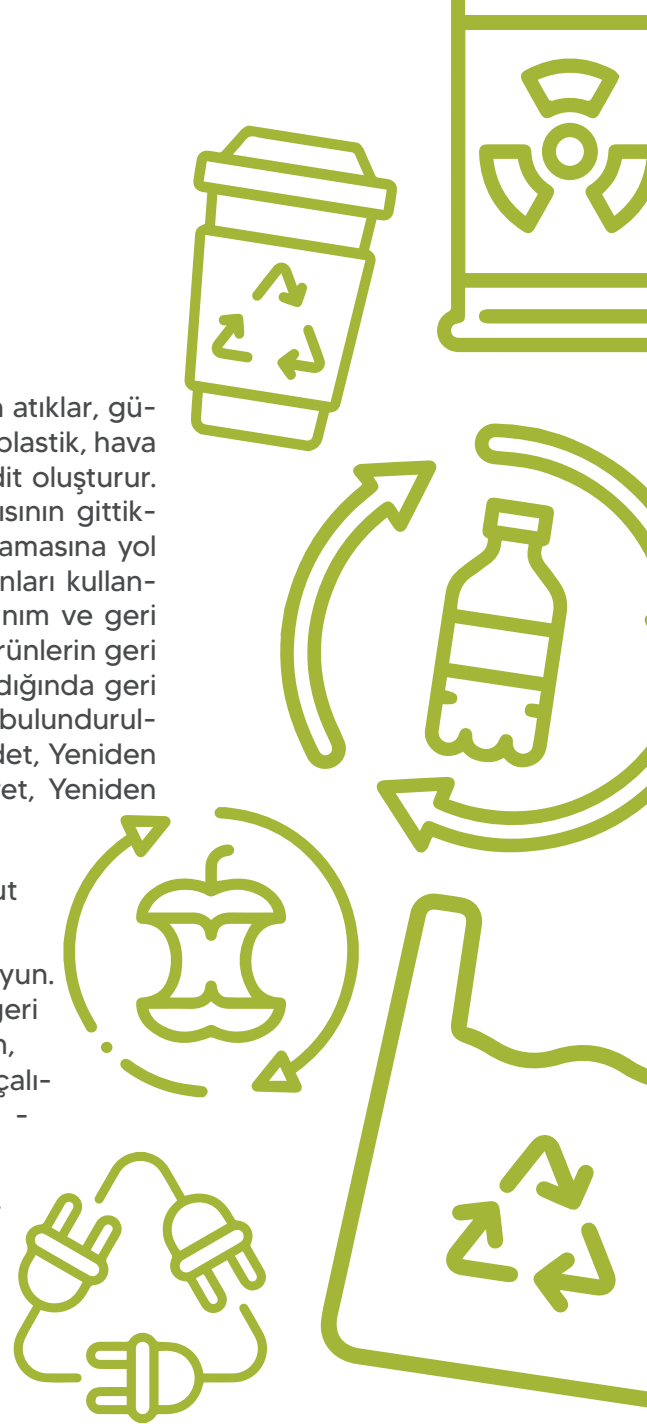 atıklar, gü-
plastik, hava
dit oluşturur.
ısının gittik-
amasına yol
nları kullan-
nım ve geri
rünlerin geri
dığında geri
bulundurul-
det, Yeniden
et, Yeniden
ut
yun.
geri
n,
çalı-
-